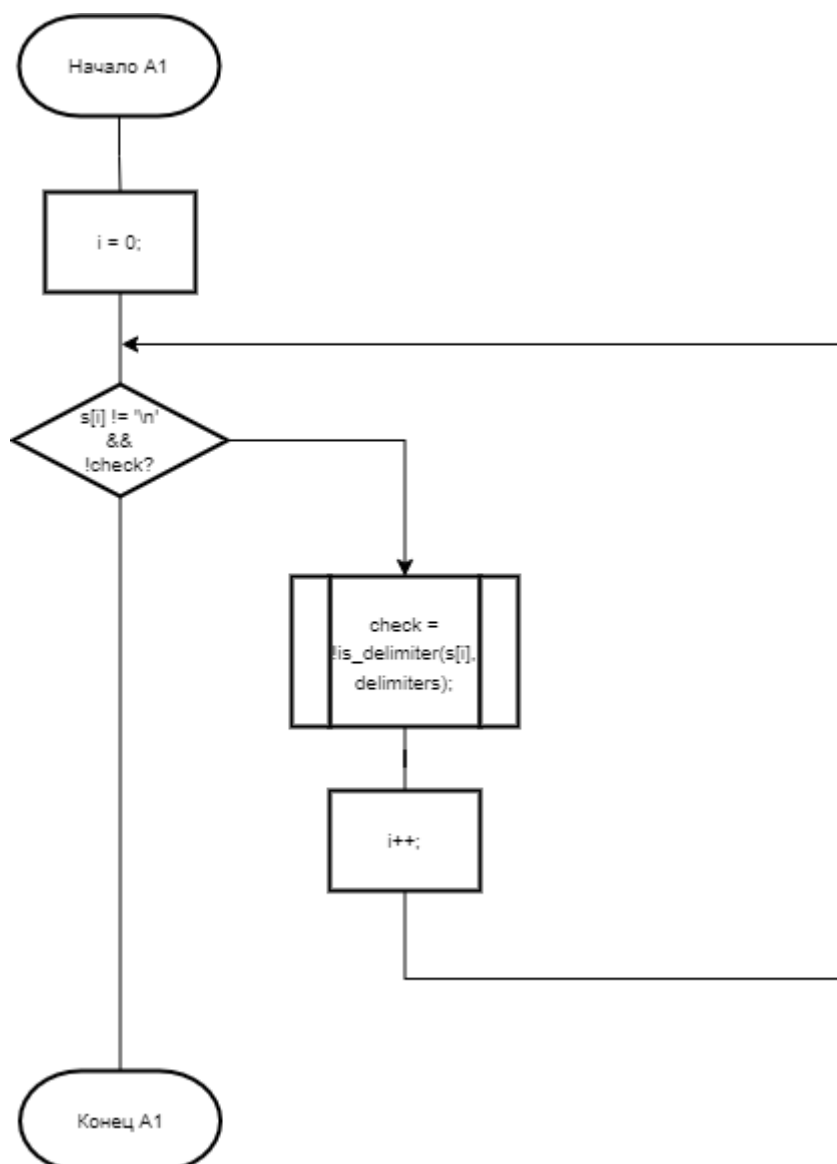 Начало А1
i = 0;
s[i] != '\n'
&&
!check?
check =
!is_delimiter(s[i],
delimiters);
i++;
Конец А1